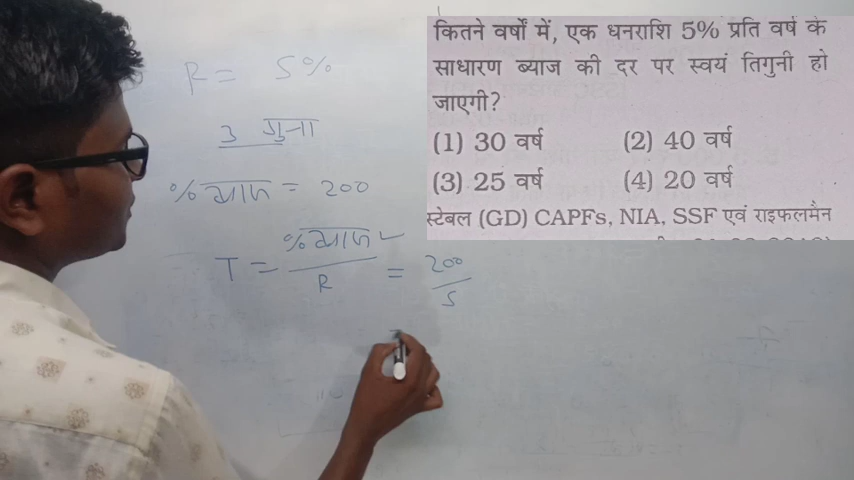 R = 5%
3 गुना
% ब्याज = 200
T = % ब्याज / R = 200 / 5
कितने वर्षों में, एक धनराशि 5% प्रति वर्ष के
साधारण ब्याज की दर पर स्वयं तिगुनी हो
जाएगी?
(1) 30 वर्ष (2) 40 वर्ष
(3) 25 वर्ष (4) 20 वर्ष
स्टेबल (GD) CAPFs, NIA, SSF एवं राइफलमैन